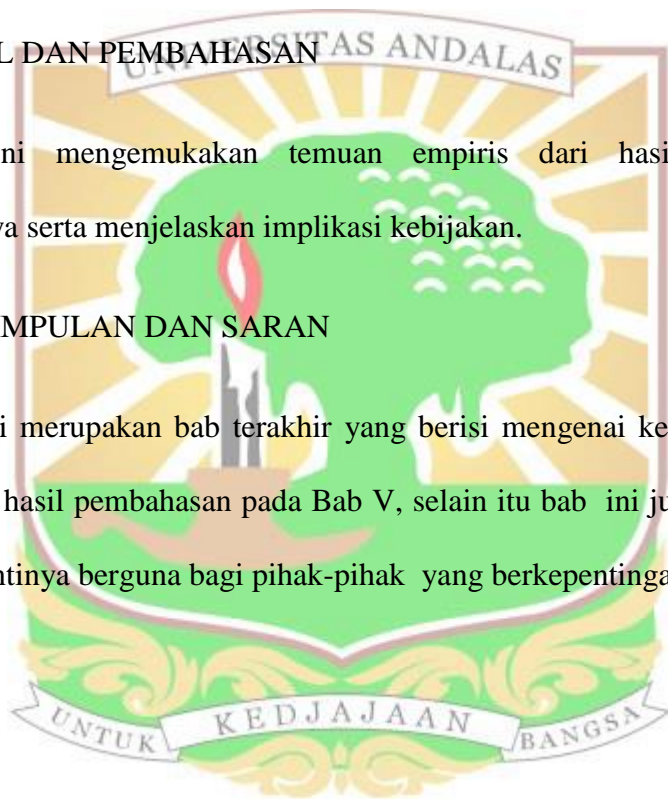 L DAN PEMBAHASAN
UNIVERSITAS ANDALAS
ni mengemukakan temuan empiris dari hasi
ya serta menjelaskan implikasi kebijakan.
MPULAN DAN SARAN
i merupakan bab terakhir yang berisi mengenai ke
hasil pembahasan pada Bab V, selain itu bab ini ju
ntinya berguna bagi pihak-pihak yang berkepentinga
UNTUK KEDJAJAAN BANGSA